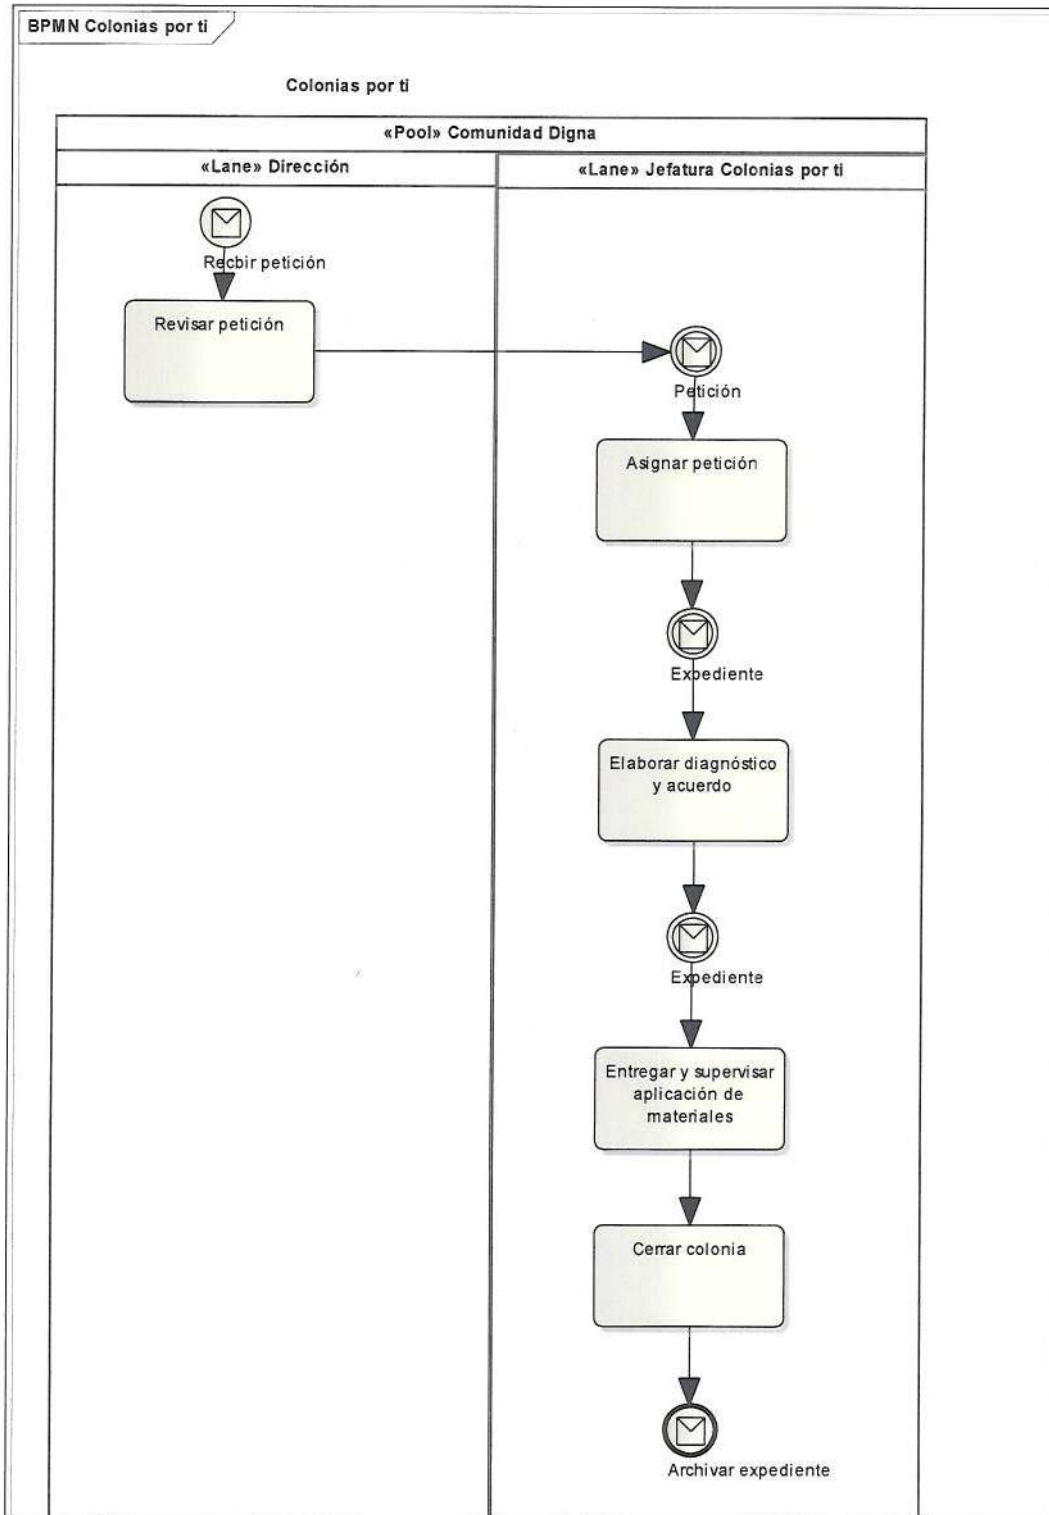 BPMN Colonias por ti
Colonias por ti
«Pool» Comunidad Digna
«Lane» Dirección
«Lane» Jefatura Colonias por ti
Recbir petición
Revisar petición
Petición
Asignar petición
Expediente
Elaborar diagnóstico
y acuerdo
Expediente
Entregar y supervisar
aplicación de
materiales
Cerrar colonia
Archivar expediente